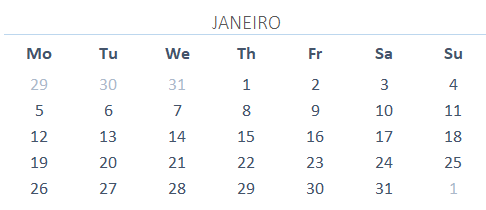 JANEIRO
Mo Tu We Th Fr Sa Su
29 30 31 1 2 3 4
5 6 7 8 9 10 11
12 13 14 15 16 17 18
19 20 21 22 23 24 25
26 27 28 29 30 31 1